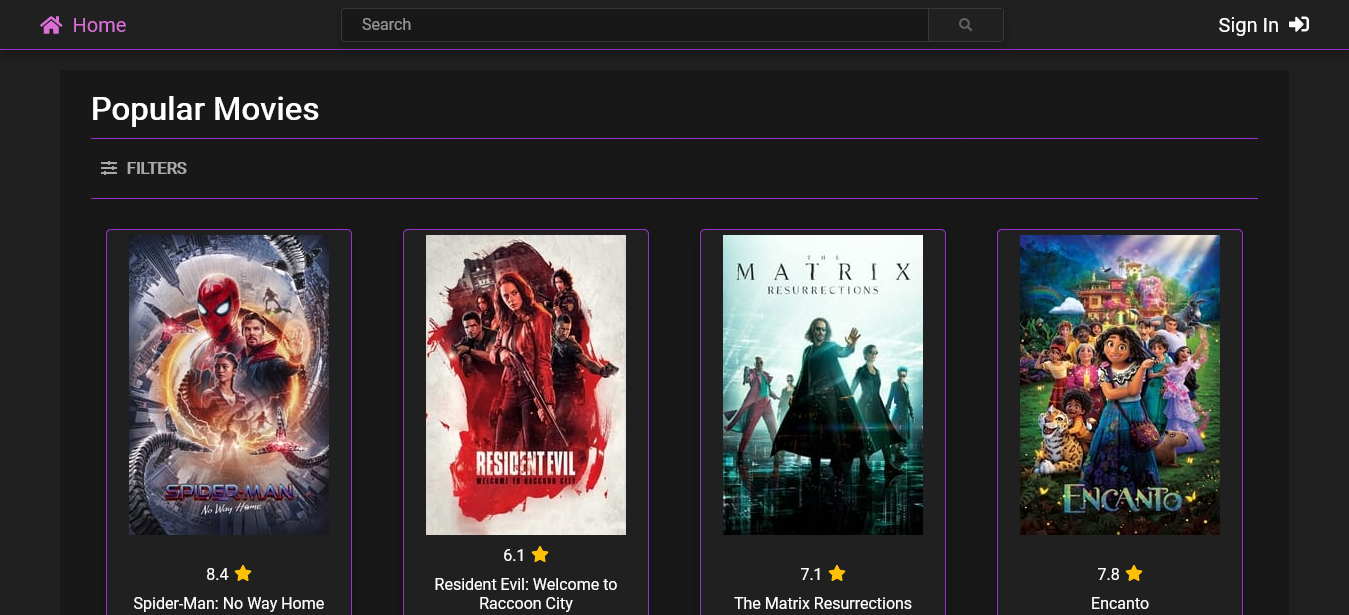 Home
Search
Sign In
Popular Movies
FILTERS
SPIDER-MAN
No Way Home
RESIDENT EVIL
WELCOME TO RACCOON CITY
THE
MATRIX
RESURRECTIONS
ENCANTO
8.4
Spider-Man: No Way Home
6.1
Resident Evil: Welcome to
Raccoon City
7.1
The Matrix Resurrections
7.8
Encanto